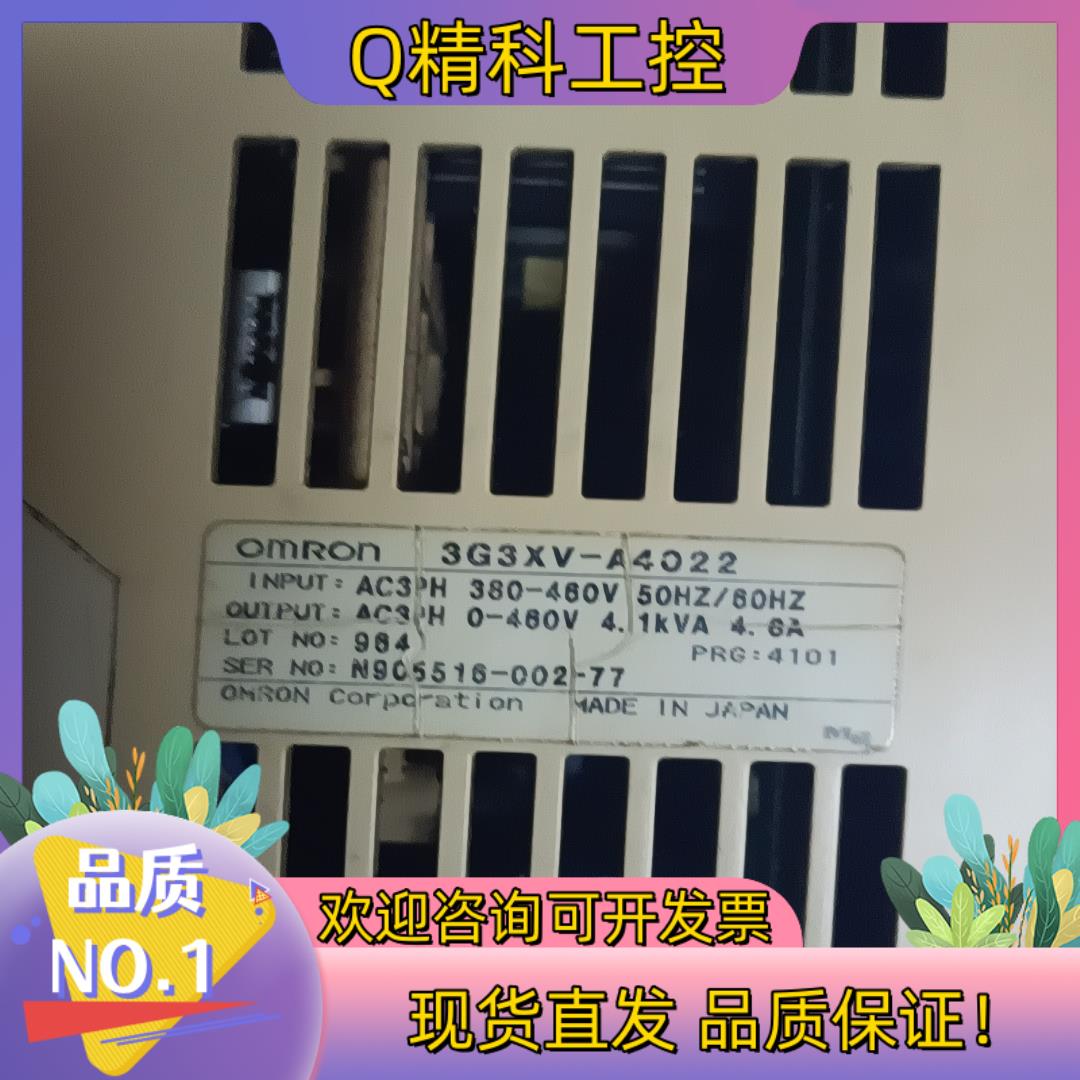 Q精科工控
OMRON 3G3XV-A4022
INPUT: AC3PH 380-460V 50HZ/60HZ
OUTPUT: AC3PH 0-460V 4.1kVA 4.6A
LOT NO: 984 PRG:4101
SER NO: N905516-002-77
OMRON Corporation MADE IN JAPAN
品质
NO.1
欢迎咨询可开发票
现货直发 品质保证!